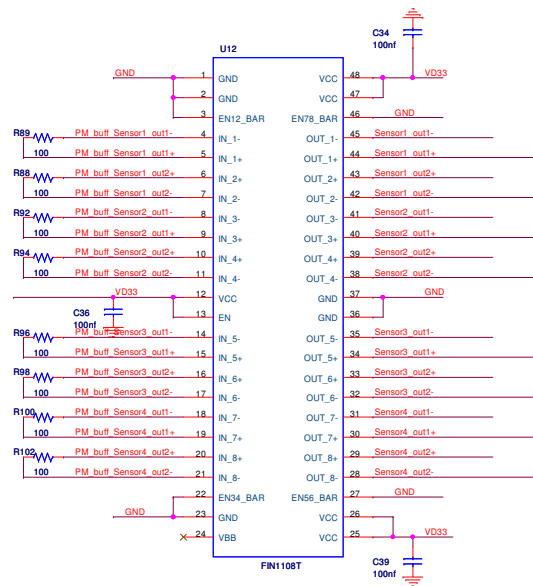 C34
100nf
U12
GND 1 GND VCC 48 VD33
2 GND VCC 47
3 EN12_BAR EN78_BAR 46 GND
R89 PM_buff_Sensor1_out1- 4 IN_1- OUT_1- 45 Sensor1_out1-
100 PM_buff_Sensor1_out1+ 5 IN_1+ OUT_1+ 44 Sensor1_out1+
R88 PM_buff_Sensor1_out2+ 6 IN_2+ OUT_2+ 43 Sensor1_out2+
100 PM_buff_Sensor1_out2- 7 IN_2- OUT_2- 42 Sensor1_out2-
R92 PM_buff_Sensor2_out1- 8 IN_3- OUT_3- 41 Sensor2_out1-
100 PM_buff_Sensor2_out1+ 9 IN_3+ OUT_3+ 40 Sensor2_out1+
R94 PM_buff_Sensor2_out2+ 10 IN_4+ OUT_4+ 39 Sensor2_out2+
100 PM_buff_Sensor2_out2- 11 IN_4- OUT_4- 38 Sensor2_out2-
VD33 12 VCC GND 37 GND
C36 13 EN GND 36
100nf
R96 PM_buff_Sensor3_out1- 14 IN_5- OUT_5- 35 Sensor3_out1-
100 PM_buff_Sensor3_out1+ 15 IN_5+ OUT_5+ 34 Sensor3_out1+
R98 PM_buff_Sensor3_out2+ 16 IN_6+ OUT_6+ 33 Sensor3_out2+
100 PM_buff_Sensor3_out2- 17 IN_6- OUT_6- 32 Sensor3_out2-
R100 PM_buff_Sensor4_out1- 18 IN_7- OUT_7- 31 Sensor4_out1-
100 PM_buff_Sensor4_out1+ 19 IN_7+ OUT_7+ 30 Sensor4_out1+
R102 PM_buff_Sensor4_out2+ 20 IN_8+ OUT_8+ 29 Sensor4_out2+
100 PM_buff_Sensor4_out2- 21 IN_8- OUT_8- 28 Sensor4_out2-
22 EN34_BAR EN56_BAR 27 GND
GND 23 GND VCC 26
24 VBB VCC 25 VD33
FIN1108T
C39
100nf